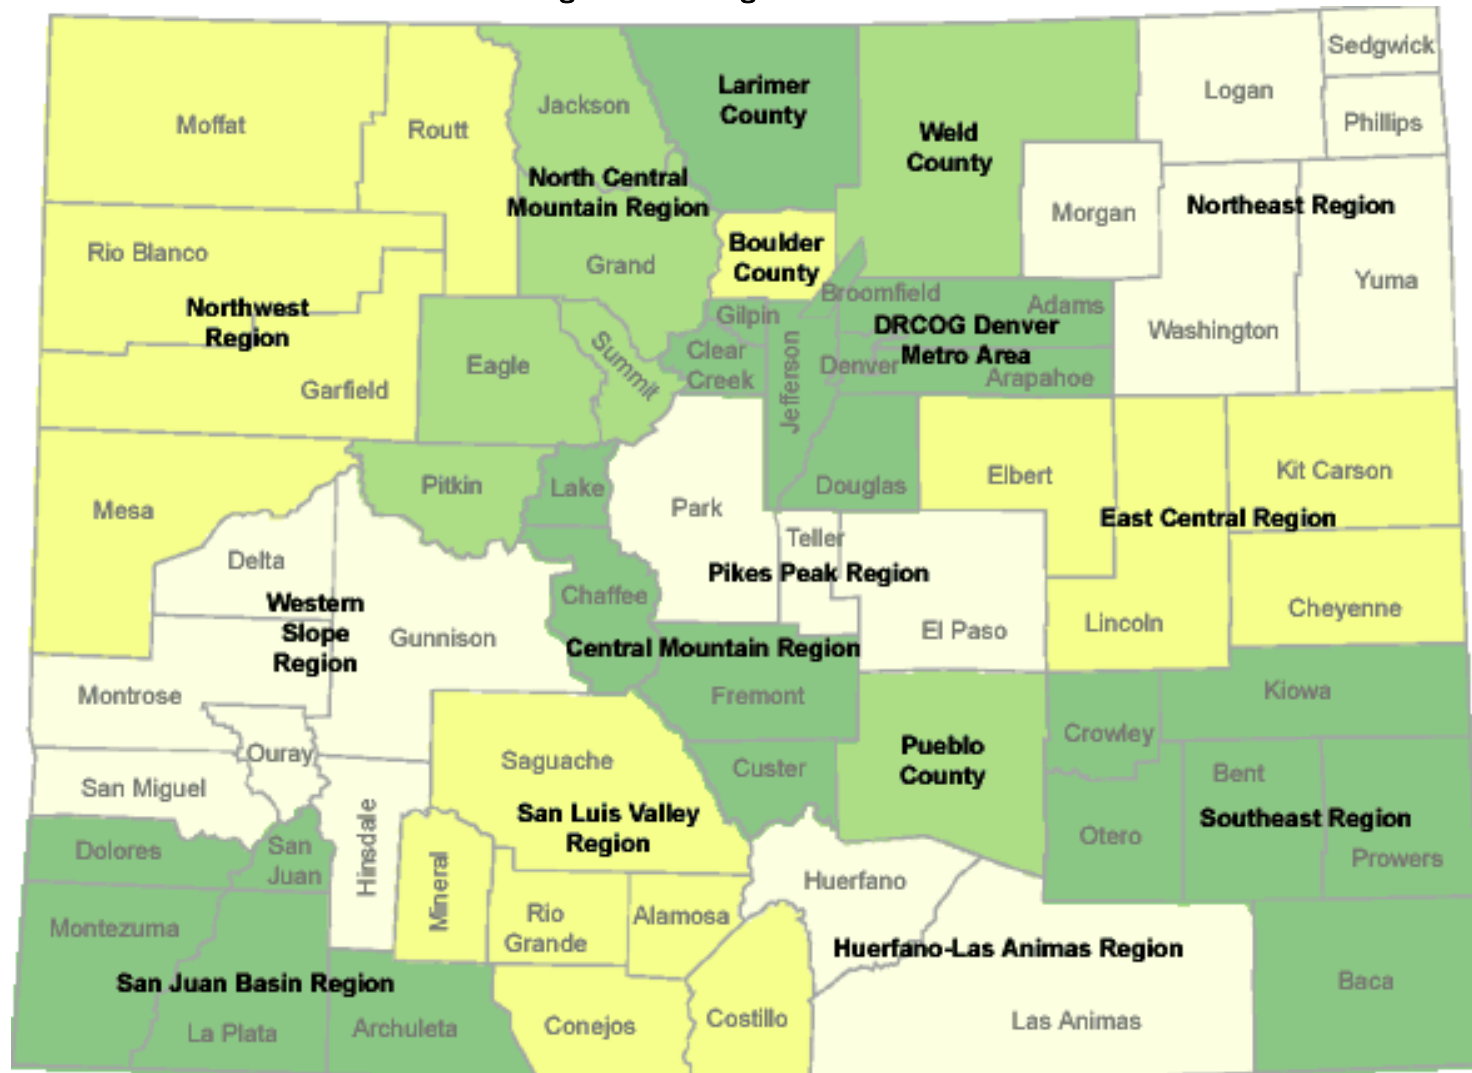 Sedgwick
Larimer
County
Logan
Jackson
Moffat
Routt
Phillips
Weld
County
North Central
Mountain Region
Morgan
Northeast Region
Rio Blanco
Boulder
County
Grand
Yuma
Broomfield
Adams
Northwest
Region
Gilpin
DRCOG Denver
Metro Area
Washington
Clear
Creek
Jefferson
Denver
Arapahoe
Eagle
Summit
Garfield
Kit Carson
Elbert
Pitkin
Lake
Douglas
Park
Mesa
East Central Region
Teller
Delta
Pikes Peak Region
Chaffee
Western
Slope
Region
Cheyenne
Lincoln
El Paso
Gunnison
Central Mountain Region
Kiowa
Montrose
Fremont
Crowley
Pueblo
County
Ouray
Saguache
Custer
Bent
San Miguel
San Luis Valley
Region
Southeast Region
Otero
Hinsdale
Dolores
San
Juan
Prowers
Huerfano
Mineral
Rio
Grande
Alamosa
Montezuma
Huerfano-Las Animas Region
San Juan Basin Region
Baca
La Plata
Archuleta
Conejos
Costillo
Las Animas